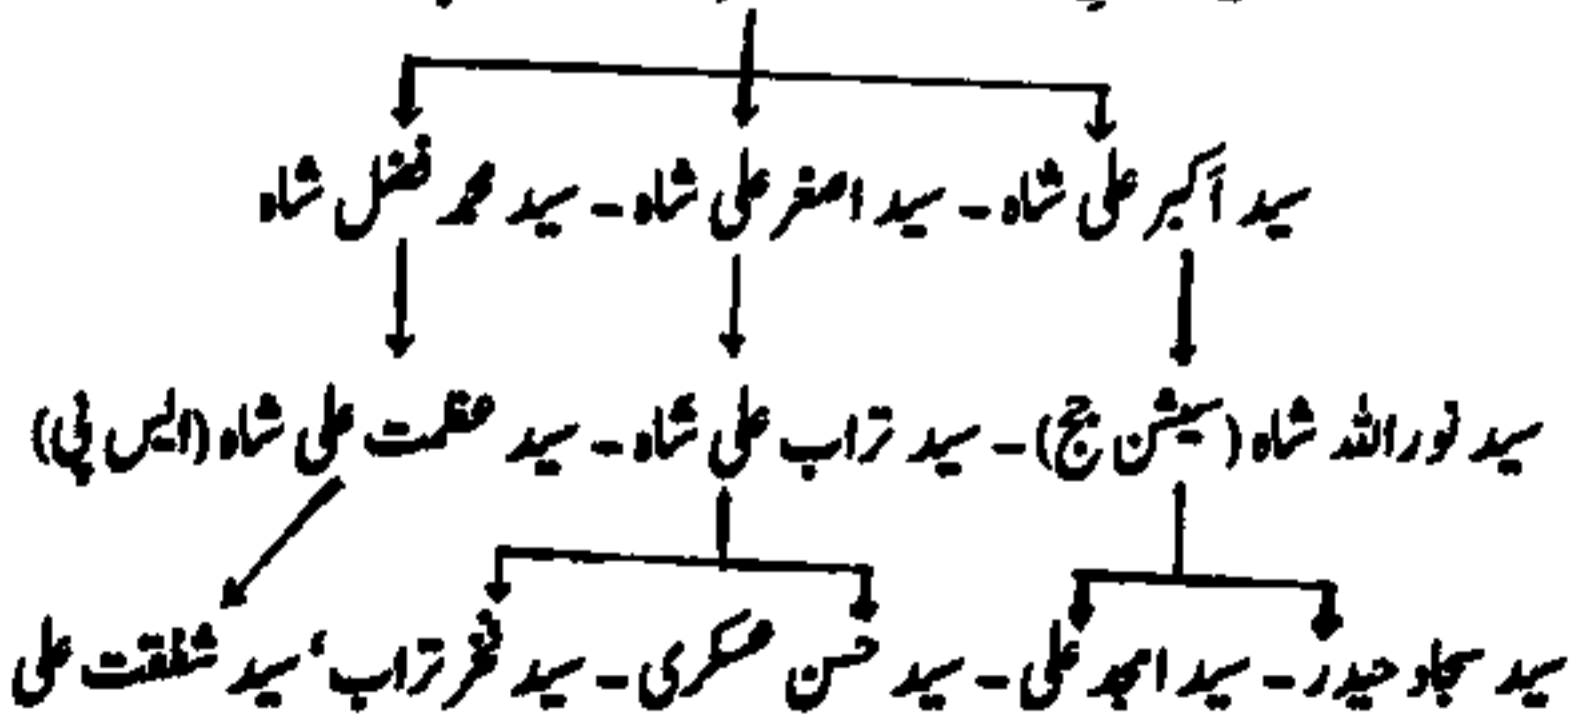 سید اکبر علی شاہ ۔ سید اصغر علی شاہ ۔ سید محمد فضل شاہ
سید نور اللہ شاہ (سیشن جج) ۔ سید تراب علی شاہ ۔ سید عظمت علی شاہ (ایس پی)
سید سجاد حیدر ۔ سید امجد علی ۔ سید حسن عسکری ۔ سید فخر تراب، سید شفقت علی